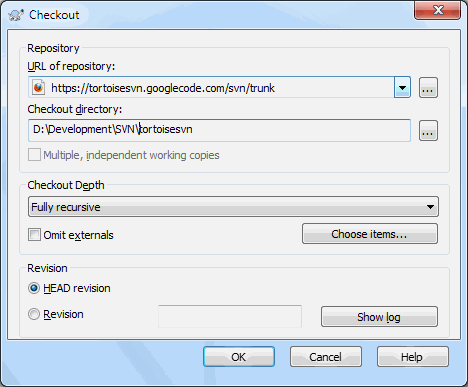 Checkout
Repository
URL of repository:
https://tortoisesvn.googlecode.com/svn/trunk
...
Checkout directory:
D:\Development\SVN\tortoisesvn
...
Multiple, independent working copies
Checkout Depth
Fully recursive
Omit externals
Choose items...
Revision
HEAD revision
Revision
Show log
OK
Cancel
Help